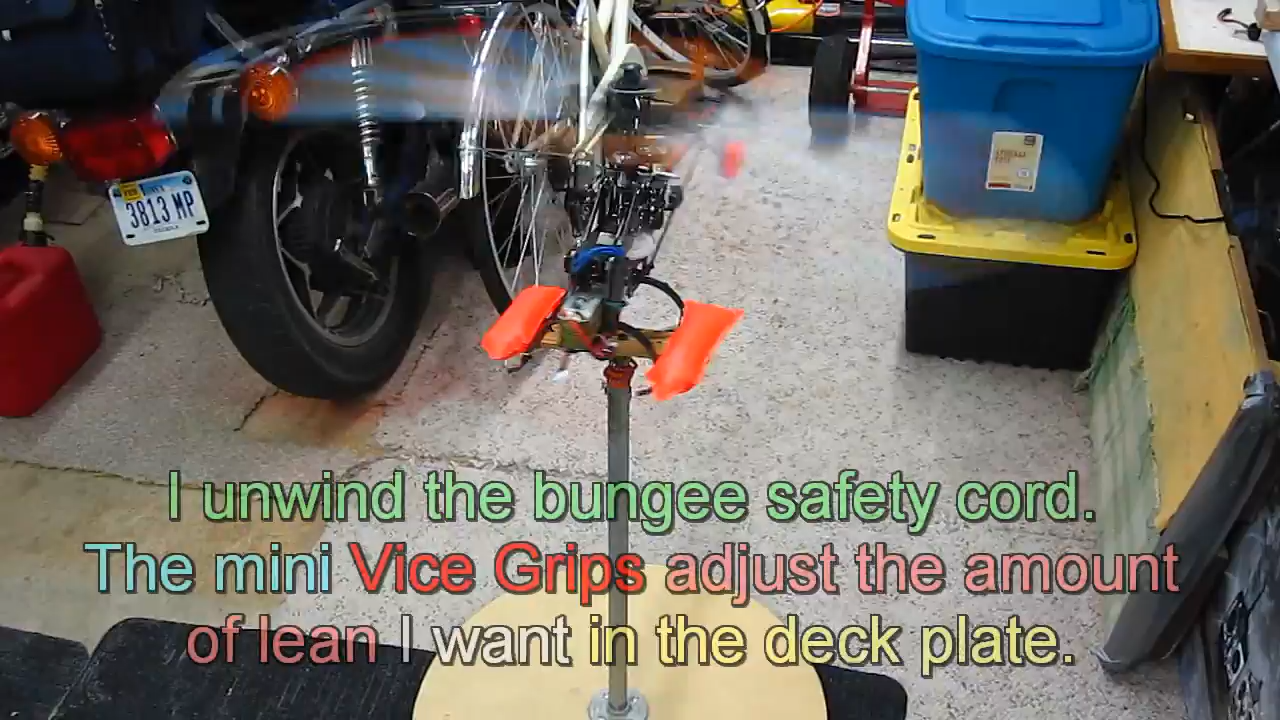 3813 MP
I unwind the bungee safety cord.
The mini Vice Grips adjust the amount
of lean I want in the deck plate.